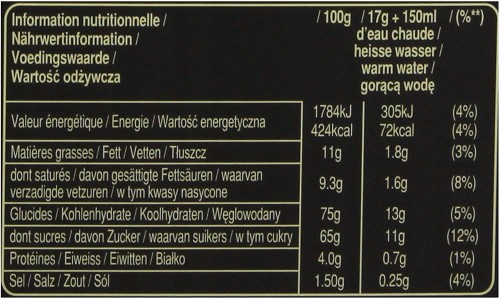 Information nutritionnelle / / 100g / 17g + 150ml / (%**)
Nährwertinformation / d'eau chaude /
Voedingswaarde / heisse wasser /
Wartość odżywcza warm water /
gorącą wodę
Valeur énergétique / Energie / Wartość energetyczna 1784kJ 305kJ (4%)
424kcal 72kcal (4%)
Matières grasses / Fett / Vetten / Tłuszcz 11g 1.8g (3%)
dont saturés / davon gesättigte Fettsäuren / waarvan
verzadigde vetzuren / w tym kwasy nasycone 9.3g 1.6g (8%)
Glucides / Kohlenhydrate / Koolhydraten / Węglowodany 75g 13g (5%)
dont sucres / davon Zucker / waarvan suikers / w tym cukry 65g 11g (12%)
Protéines / Eiweiss / Eiwitten / Białko 4.0g 0.7g (1%)
Sel / Salz / Zout / Sól 1.50g 0.25g (4%)